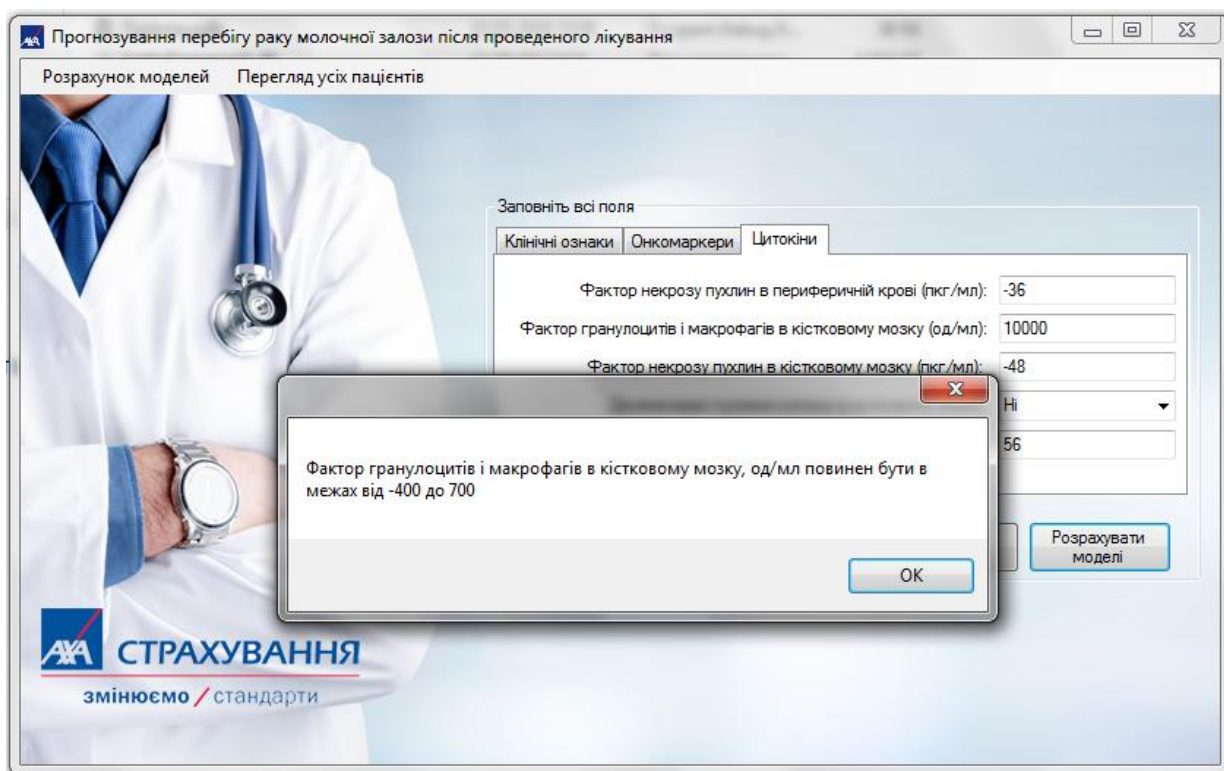 Прогнозування перебігу раку молочної залози після проведеного лікування
Розрахунок моделей Перегляд усіх пацієнтів
Заповніть всі поля
Клінічні ознаки Онкомаркери Цитокіни
Фактор некрозу пухлин в периферичній крові (пкг/мл): -36
Фактор гранулоцитів і макрофагів в кістковому мозку (од/мл): 10000
Фактор некрозу пухлин в кістковому мозку (пкг/мл): -48
Ні
56
Фактор гранулоцитів і макрофагів в кістковому мозку, од/мл повинен бути в
межах від -400 до 700
OK
Розрахувати
моделі
AXA СТРАХУВАННЯ
змінюємо / стандарти